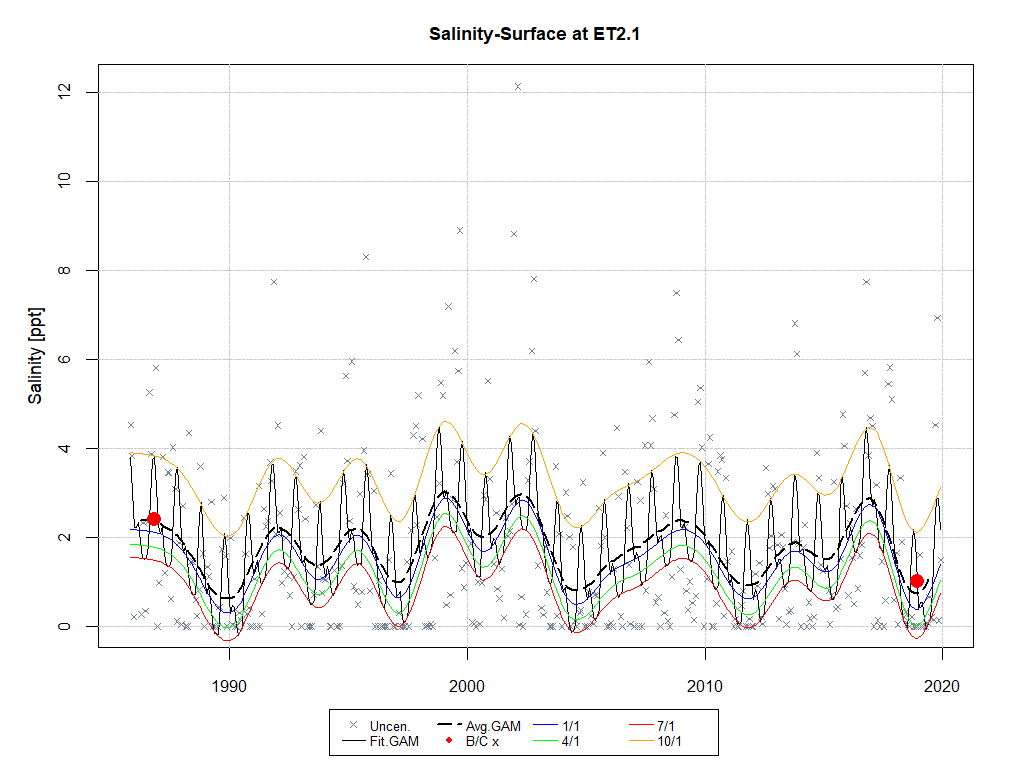 Salinity-Surface at ET2.1
Salinity [ppt]
12
10
8
6
4
2
0
1990 2000 2010 2020
Uncen. Avg.GAM 1/1 7/1
Fit.GAM B/C x 4/1 10/1